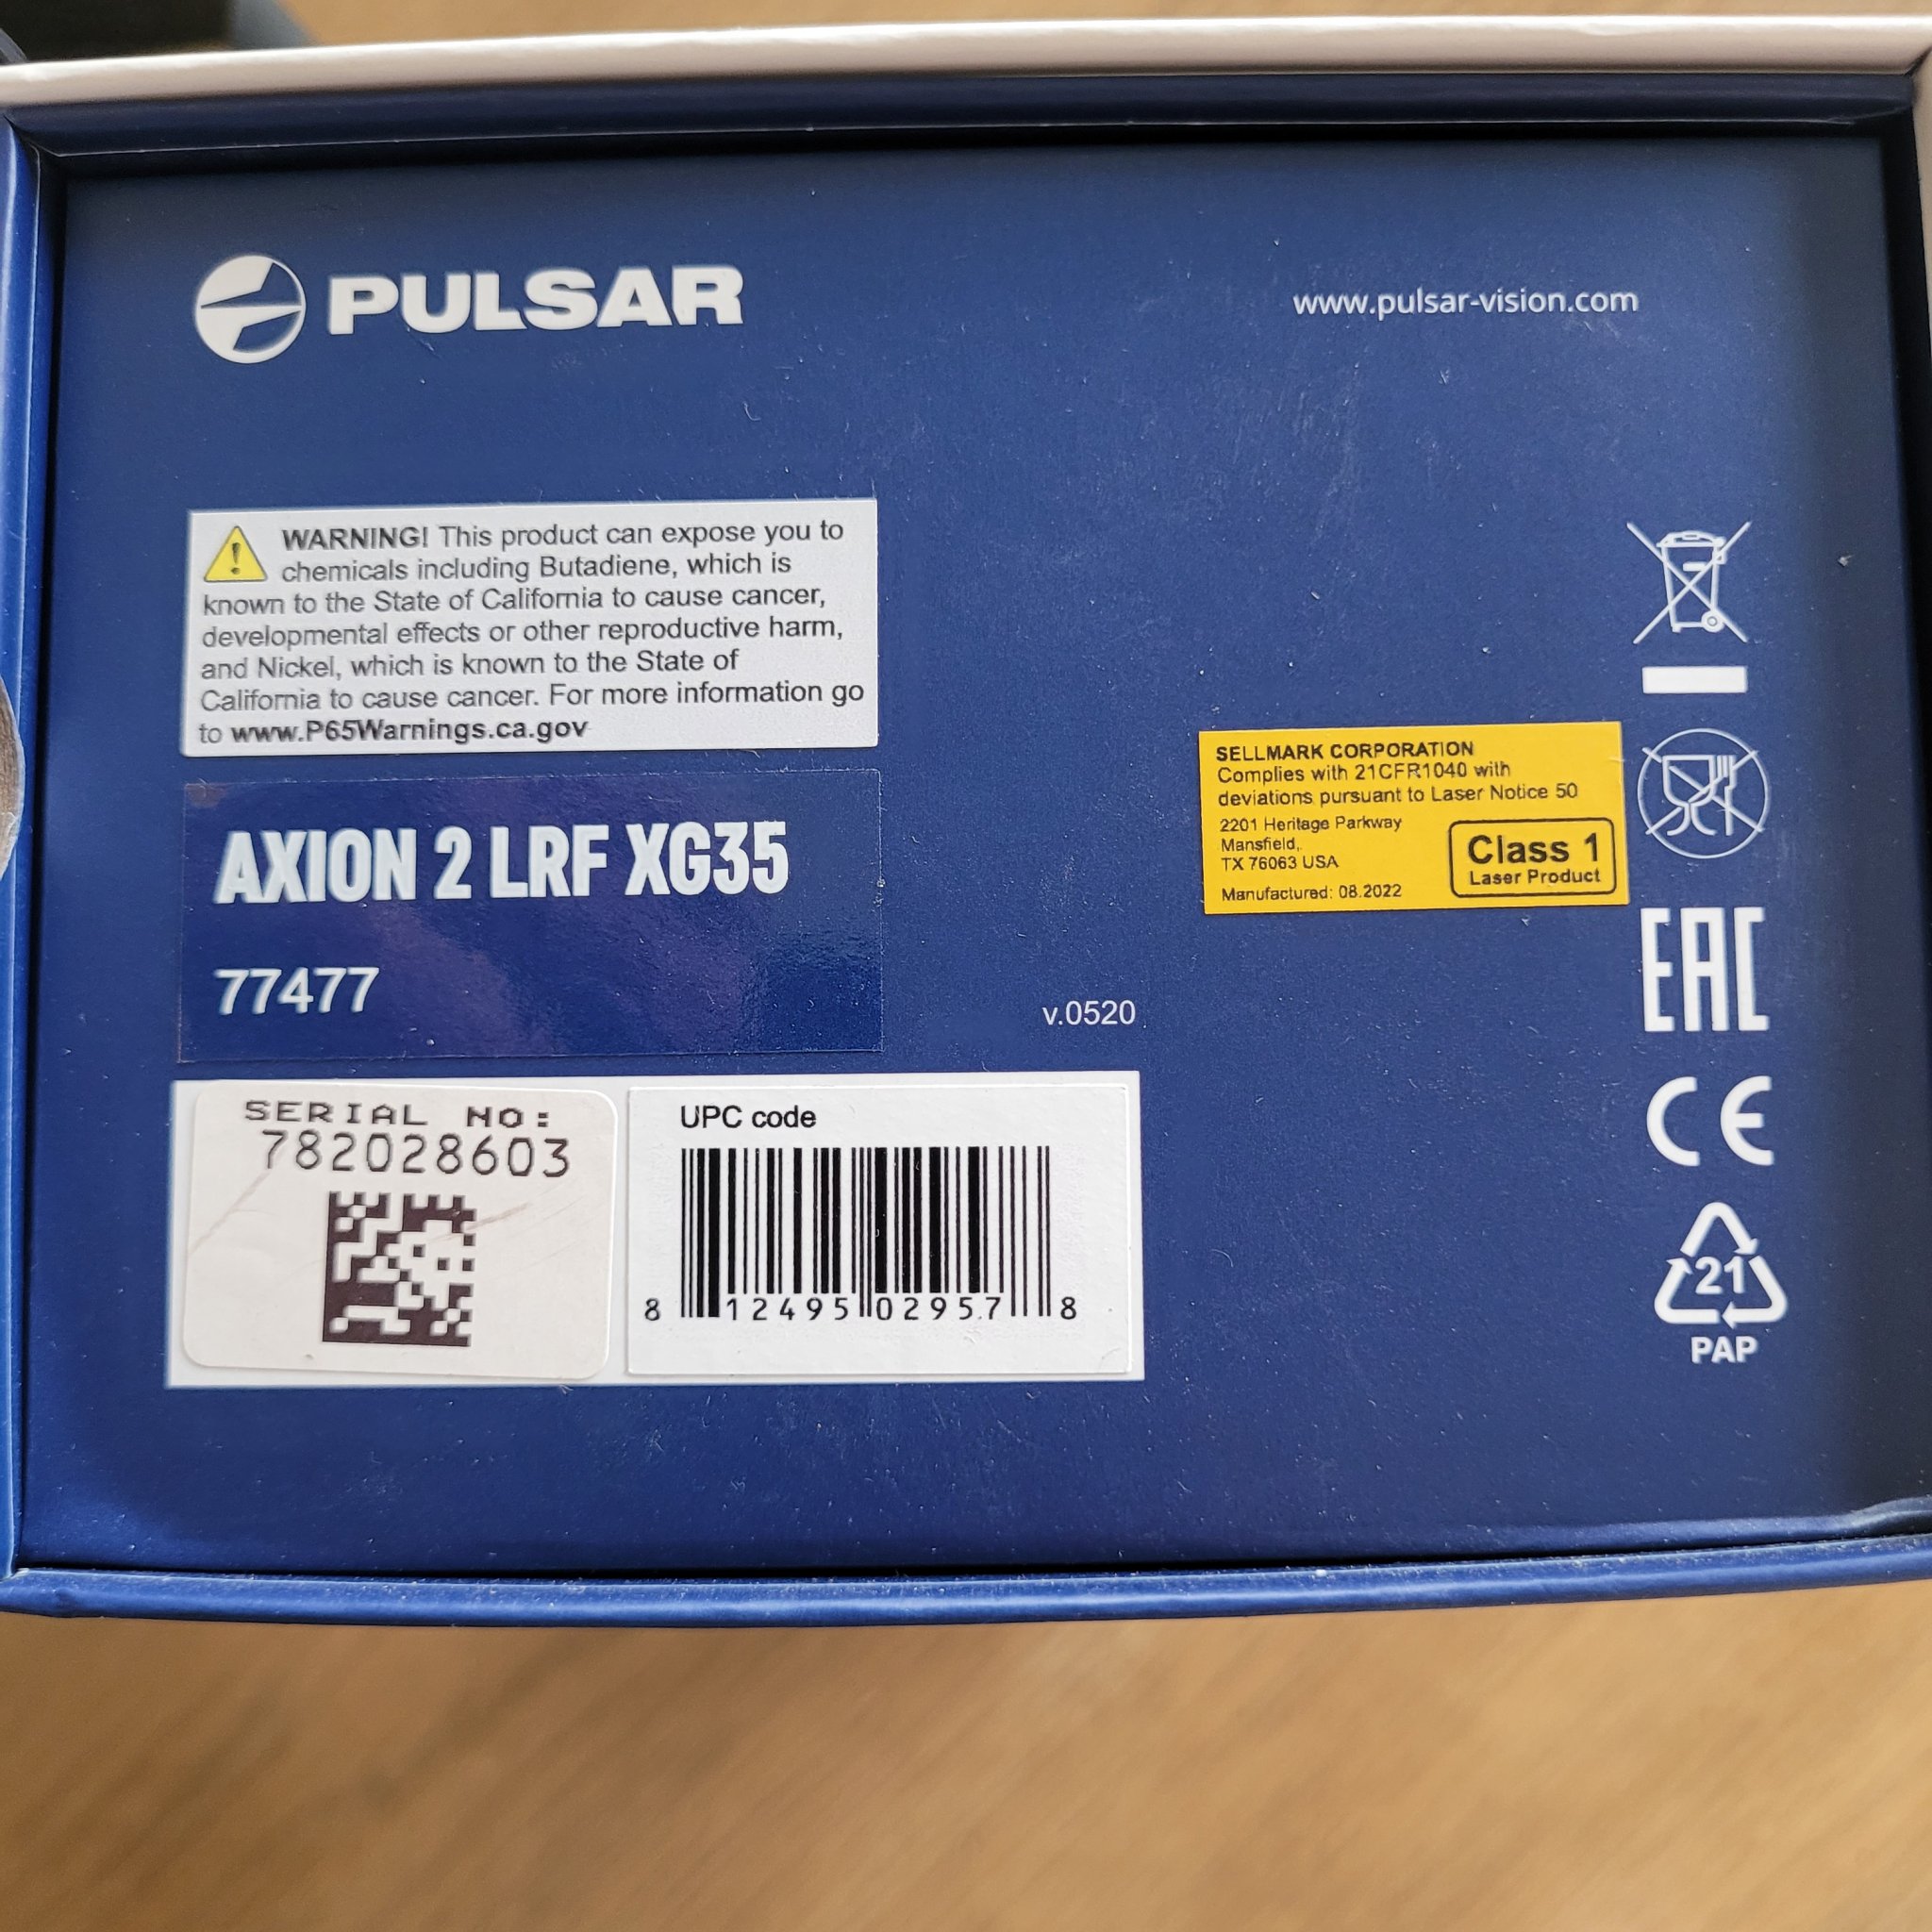 PULSAR
www.pulsar-vision.com
WARNING! This product can expose you to
chemicals including Butadiene, which is
known to the State of California to cause cancer,
developmental effects or other reproductive harm,
and Nickel, which is known to the State of
California to cause cancer. For more information go
to www.P65Warnings.ca.gov
SELLMARK CORPORATION
Complies with 21CFR1040 with
deviations pursuant to Laser Notice 50
2201 Heritage Parkway
Mansfield,
TX 76063 USA
Manufactured: 08.2022
Class 1
Laser Product
AXION 2 LRF XG35
77477
v.0520
SERIAL NO:
782028603
UPC code
8 12495 02957 8
EAC
CE
21
PAP